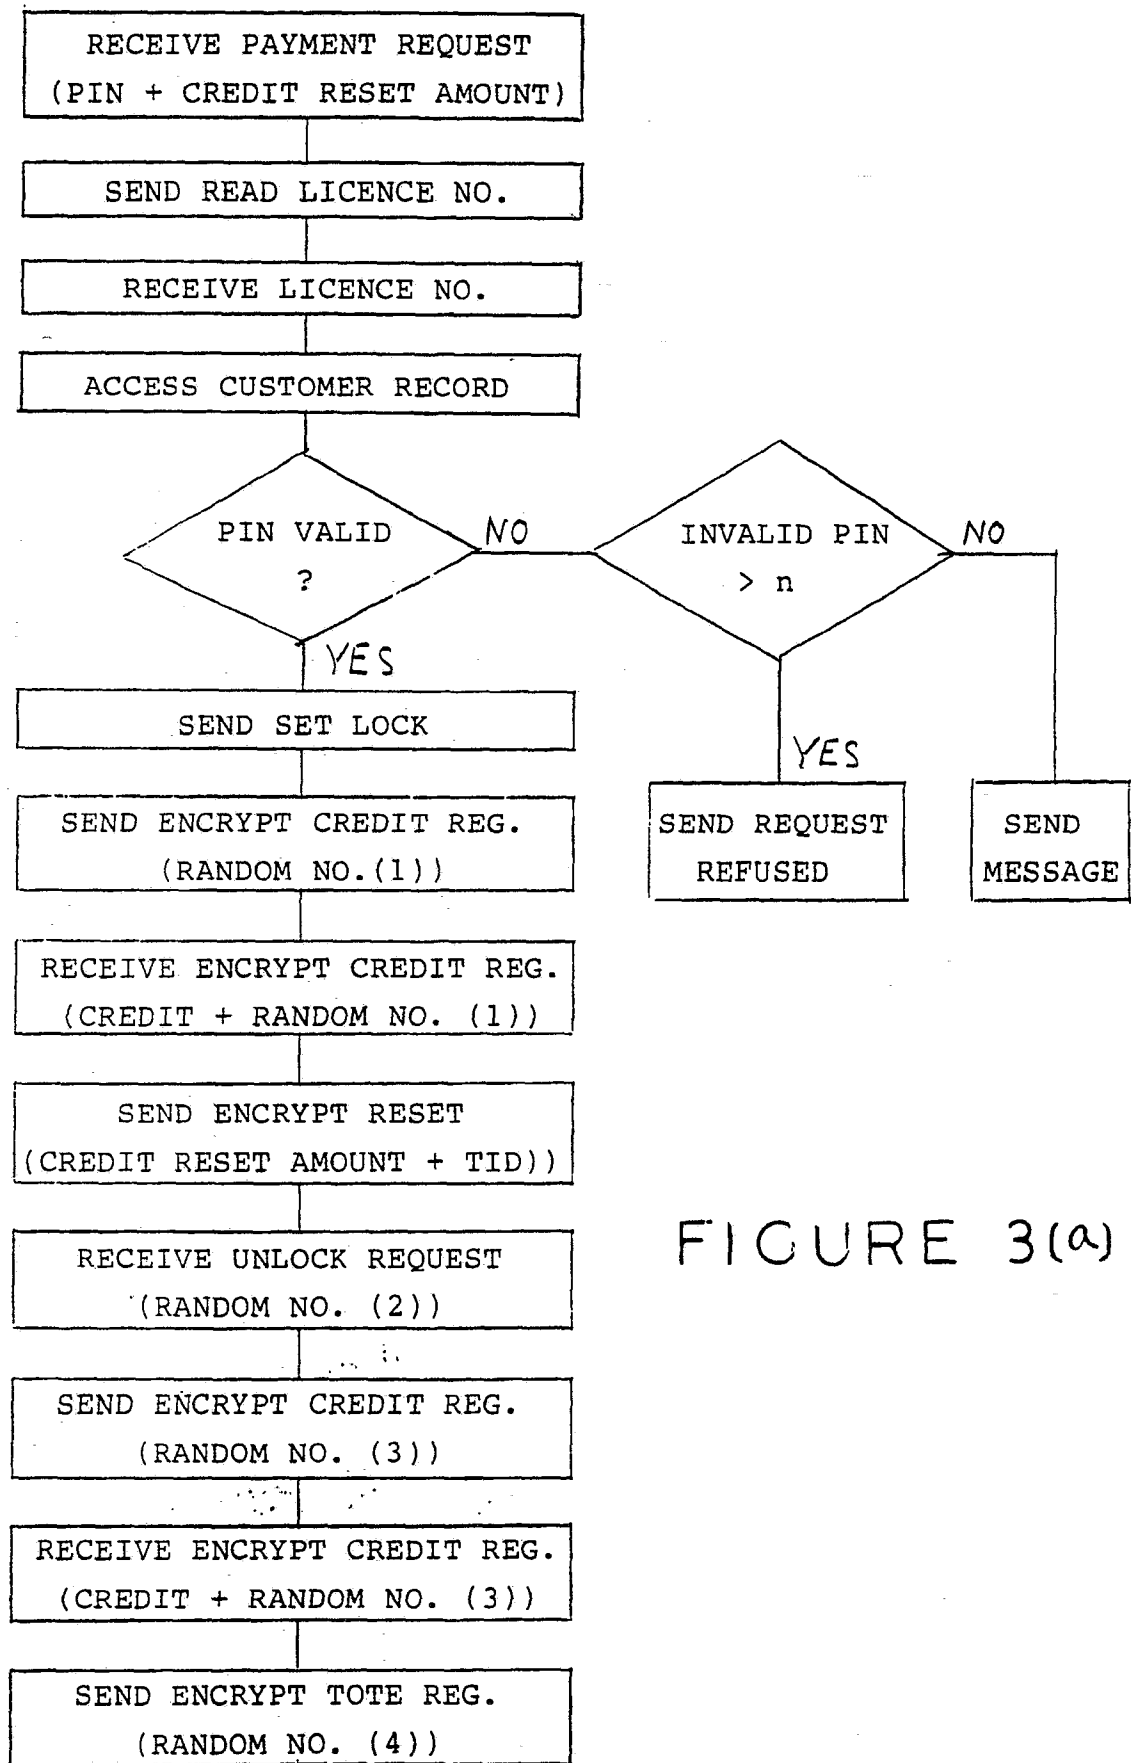 RECEIVE PAYMENT REQUEST
(PIN + CREDIT RESET AMOUNT)
SEND READ LICENCE NO.
RECEIVE LICENCE NO.
ACCESS CUSTOMER RECORD
PIN VALID
?
NO
INVALID PIN
> n
NO
YES
SEND SET LOCK
YES
SEND ENCRYPT CREDIT REG.
(RANDOM NO.(1))
SEND REQUEST
REFUSED
SEND
MESSAGE
RECEIVE ENCRYPT CREDIT REG.
(CREDIT + RANDOM NO. (1))
SEND ENCRYPT RESET
(CREDIT RESET AMOUNT + TID))
RECEIVE UNLOCK REQUEST
(RANDOM NO. (2))
FIGURE 3(a)
SEND ENCRYPT CREDIT REG.
(RANDOM NO. (3))
RECEIVE ENCRYPT CREDIT REG.
(CREDIT + RANDOM NO. (3))
SEND ENCRYPT TOTE REG.
(RANDOM NO. (4))